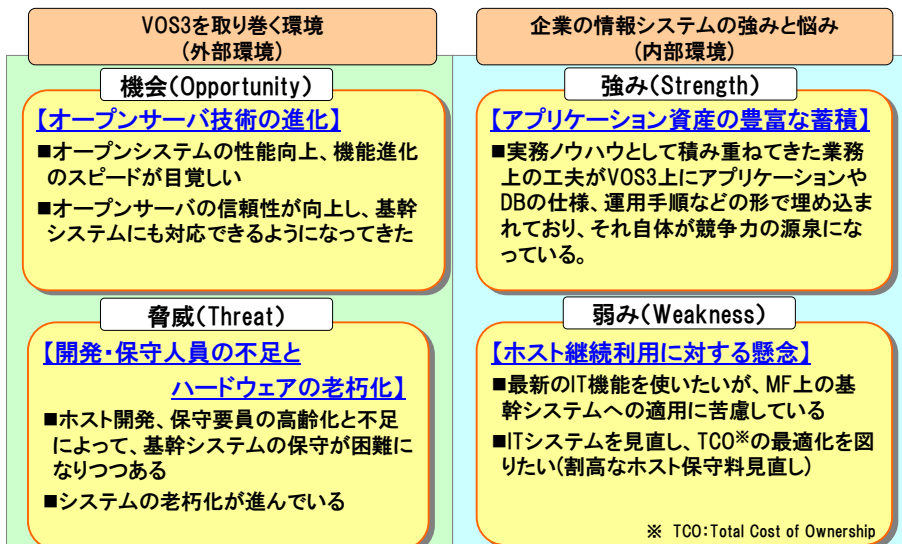 VOS3を取り巻く環境
(外部環境)
機会(Opportunity)
【オープンサーバ技術の進化】
■オープンシステムの性能向上、機能進化
のスピードが目覚しい
■オープンサーバの信頼性が向上し、基幹
システムにも対応できるようになってきた
脅威(Threat)
【開発・保守人員の不足と
ハードウェアの老朽化】
■ホスト開発、保守要員の高齢化と不足
によって、基幹システムの保守が困難に
なりつつある
■システムの老朽化が進んでいる
企業の情報システムの強みと悩み
(内部環境)
強み(Strength)
【アプリケーション資産の豊富な蓄積】
■実務ノウハウとして積み重ねてきた業務
上の工夫がVOS3上にアプリケーションや
DBの仕様、運用手順などの形で埋め込ま
れており、それ自体が競争力の源泉にな
っている。
弱み(Weakness)
【ホスト継続利用に対する懸念】
■最新のIT機能を使いたいが、MF上の基
幹システムへの適用に苦慮している
■ITシステムを見直し、TCO※の最適化を図
りたい(割高なホスト保守料見直し)
※ TCO:Total Cost of Ownership